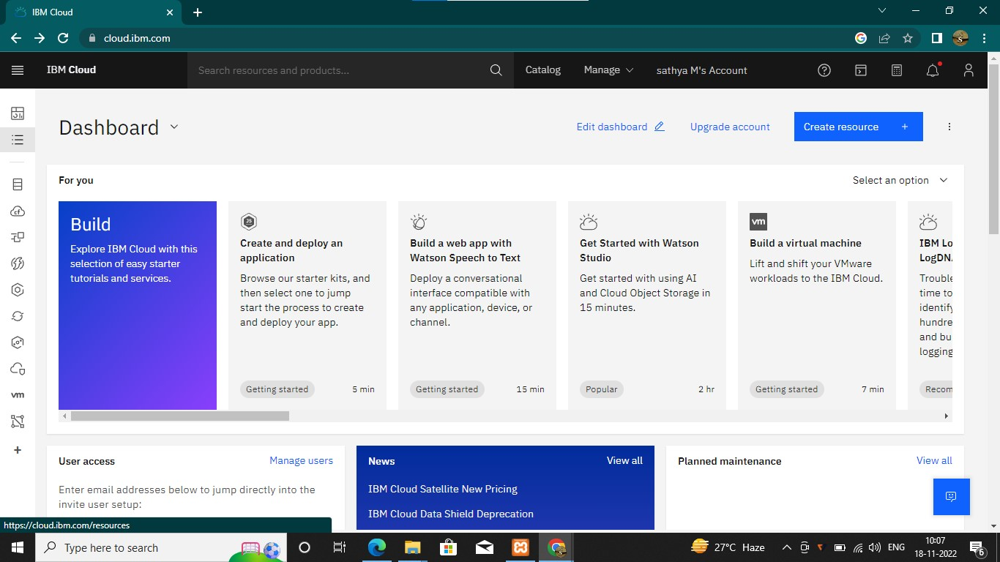 IBM Cloud
cloud.ibm.com
IBM Cloud
Search resources and products...
Catalog
Manage
sathya M's Account
Dashboard
Edit dashboard
Upgrade account
Create resource +
For you
Select an option
Build
Explore IBM Cloud with this
selection of easy starter
tutorials and services.
JS
Create and deploy an
application
Browse our starter kits, and
then select one to jump
start the process to create
and deploy your app.
Getting started
5 min
Build a web app with
Watson Speech to Text
Deploy a conversational
interface compatible with
any application, device, or
channel.
Getting started
15 min
Get Started with Watson
Studio
Get started with using AI
and Cloud Object Storage in
15 minutes.
Popular
2 hr
vm
Build a virtual machine
Lift and shift your VMware
workloads to the IBM Cloud.
Getting started
7 min
IBM Lo
LogDN
Trouble
time to
identify
hundre
and bu
logging
Recom
cf
vm
User access
Manage users
Enter email addresses below to jump directly into the
invite user setup:
News
View all
IBM Cloud Satellite New Pricing
IBM Cloud Data Shield Deprecation
Planned maintenance
View all
https://cloud.ibm.com/resources
Type here to search
27°C Haze
ENG
10:07
18-11-2022
6